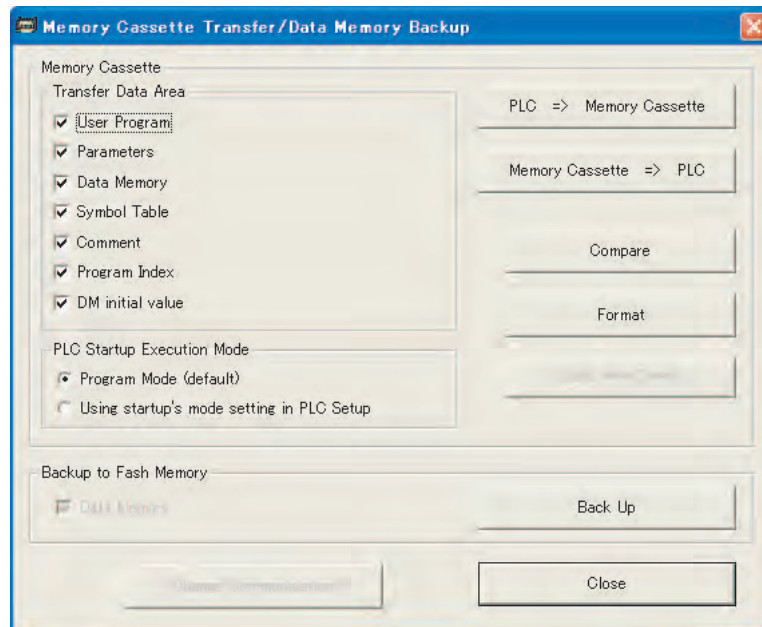 Memory Cassette Transfer/Data Memory Backup
Memory Cassette
Transfer Data Area
User Program
Parameters
Data Memory
Symbol Table
Comment
Program Index
DM initial value
PLC => Memory Cassette
Memory Cassette => PLC
Compare
Format
PLC Startup Execution Mode
Program Mode (default)
Using startup's mode setting in PLC Setup
Backup to Fash Memory
Data Memory
Back Up
Close